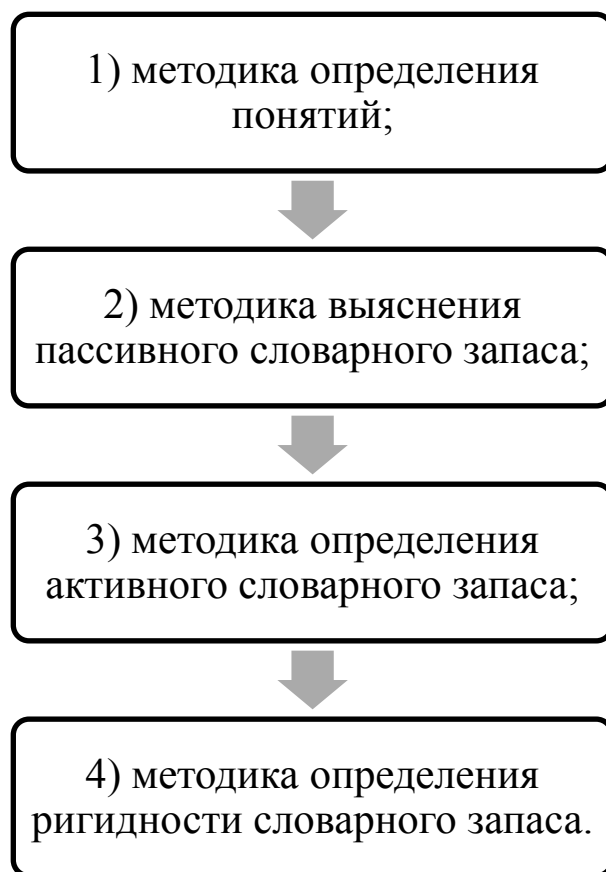 1) методика определения
понятий;
2) методика выяснения
пассивного словарного запаса;
3) методика определения
активного словарного запаса;
4) методика определения
ригидности словарного запаса.